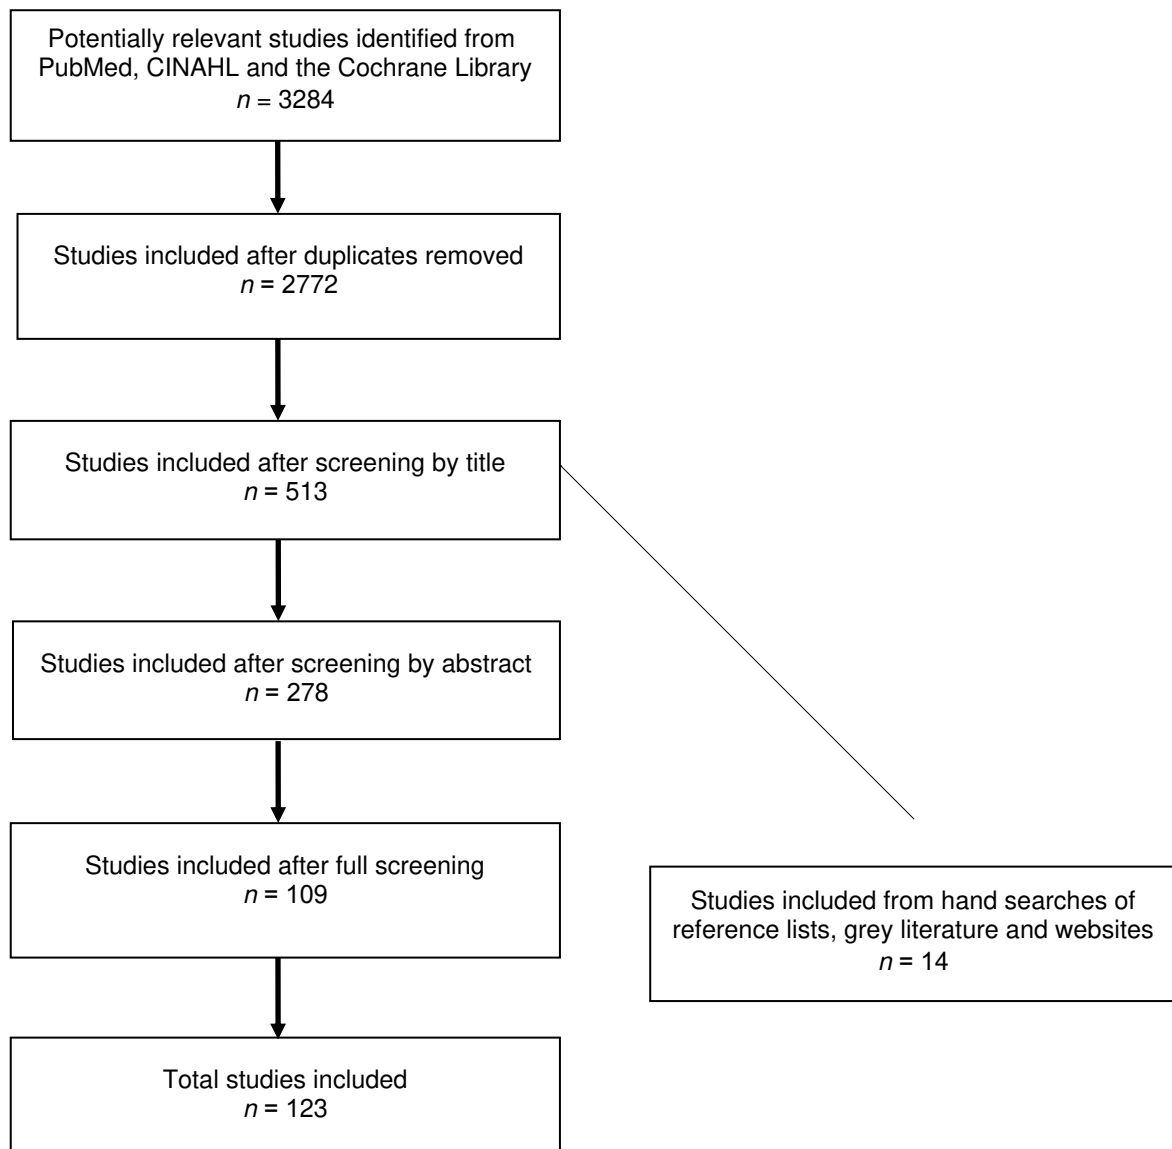 Potentially relevant studies identified from
PubMed, CINAHL and the Cochrane Library
n = 3284
Studies included after duplicates removed
n = 2772
Studies included after screening by title
n = 513
Studies included after screening by abstract
n = 278
Studies included after full screening
n = 109
Studies included from hand searches of
reference lists, grey literature and websites
n = 14
Total studies included
n = 123